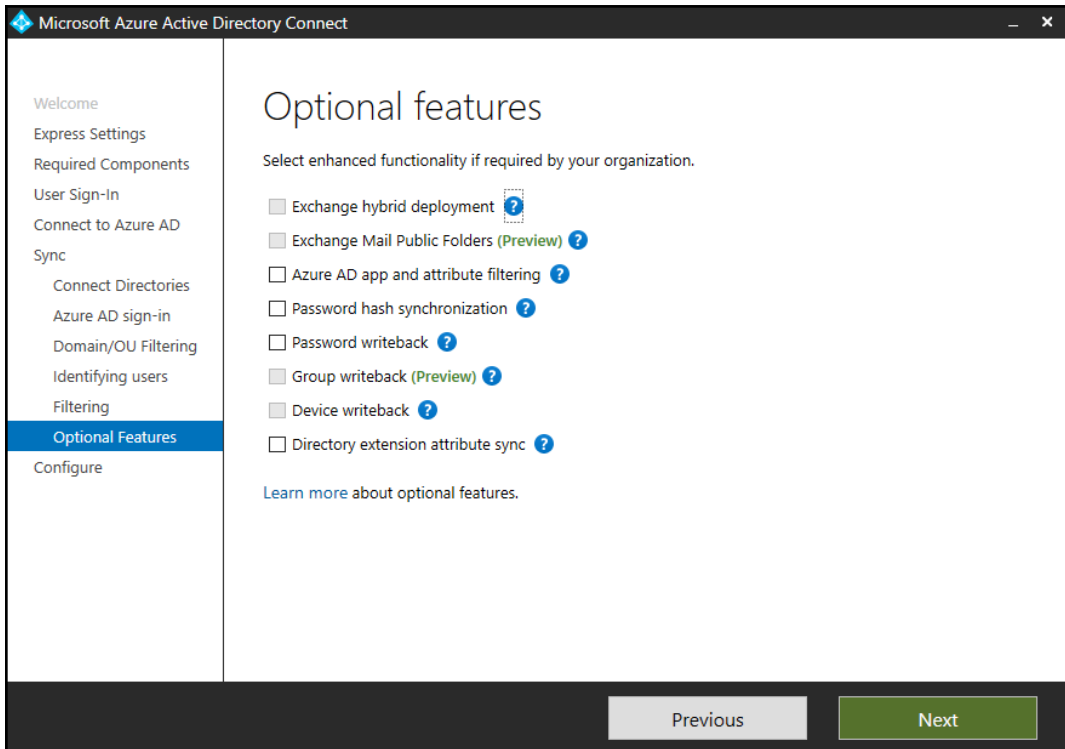 Microsoft Azure Active Directory Connect
Welcome
Express Settings
Required Components
User Sign-In
Connect to Azure AD
Sync
Connect Directories
Azure AD sign-in
Domain/OU Filtering
Identifying users
Filtering
Optional Features
Configure
Optional features
Select enhanced functionality if required by your organization.
Exchange hybrid deployment ?
Exchange Mail Public Folders (Preview) ?
Azure AD app and attribute filtering ?
Password hash synchronization ?
Password writeback ?
Group writeback (Preview) ?
Device writeback ?
Directory extension attribute sync ?
Learn more about optional features.
Previous
Next